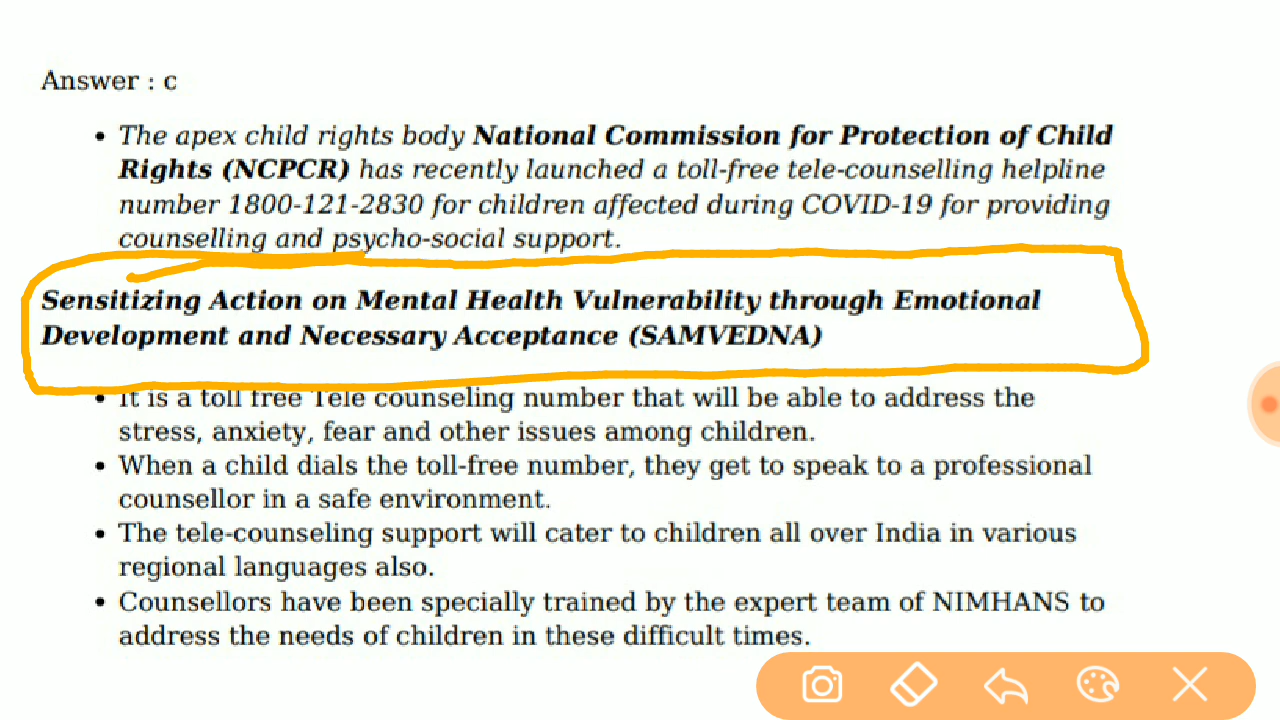 Answer : c
• The apex child rights body National Commission for Protection of Child
Rights (NCPCR) has recently launched a toll-free tele-counselling helpline
number 1800-121-2830 for children affected during COVID-19 for providing
counselling and psycho-social support.
Sensitizing Action on Mental Health Vulnerability through Emotional
Development and Necessary Acceptance (SAMVEDNA)
• It is a toll free Tele counseling number that will be able to address the
stress, anxiety, fear and other issues among children.
• When a child dials the toll-free number, they get to speak to a professional
counsellor in a safe environment.
• The tele-counseling support will cater to children all over India in various
regional languages also.
• Counsellors have been specially trained by the expert team of NIMHANS to
address the needs of children in these difficult times.